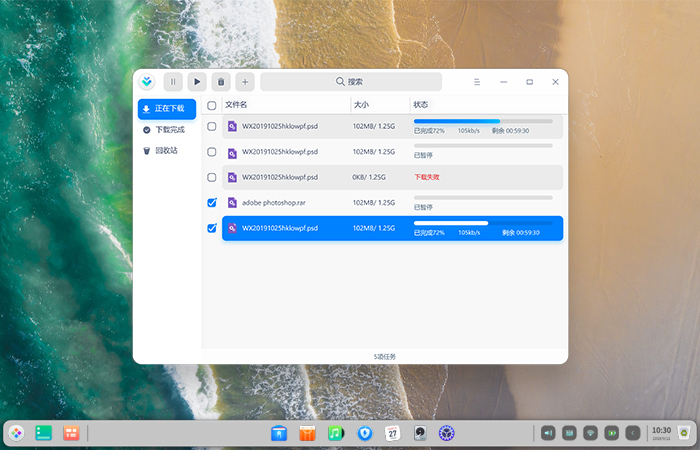 搜索
正在下载
下载完成
回收站
文件名 大小 状态
WX20191025hklowpf.psd 102MB/ 1.25G 已完成72% 105kb/s 剩余 00:59:30
WX20191025hklowpf.psd 102MB/ 1.25G 已暂停
WX20191025hklowpf.psd 0KB/ 1.25G 下载失败
adobe photoshop.rar 102MB/ 1.25G 已暂停
WX20191025hklowpf.psd 102MB/ 1.25G 已完成72% 105kb/s 剩余 00:59:30
5项任务
27
10:30